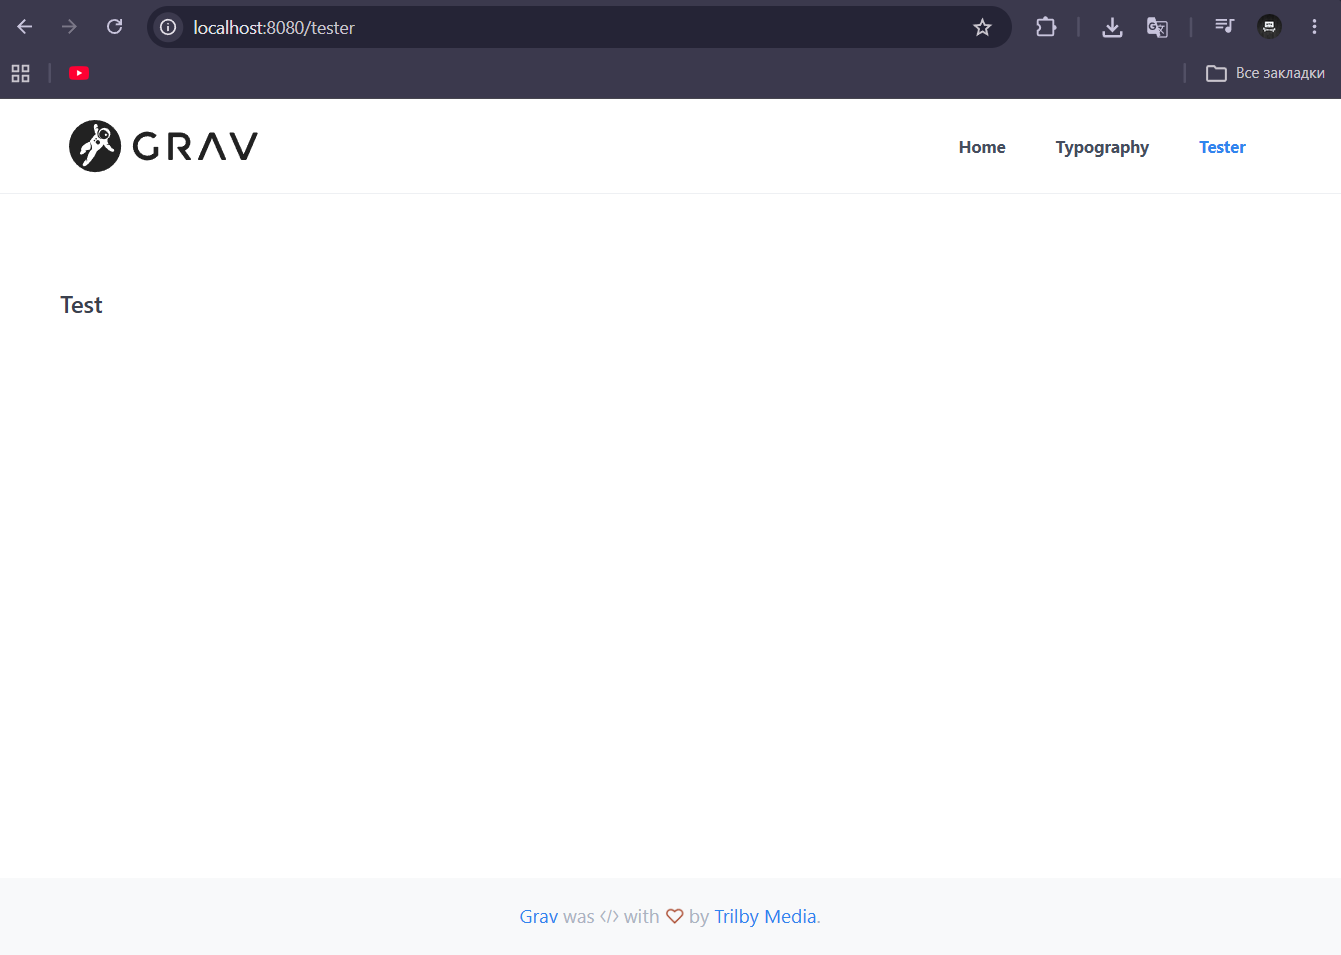 localhost:8080/tester
Все закладки
GRAV
Home Typography Tester
Test
Grav was </> with by Trilby Media.